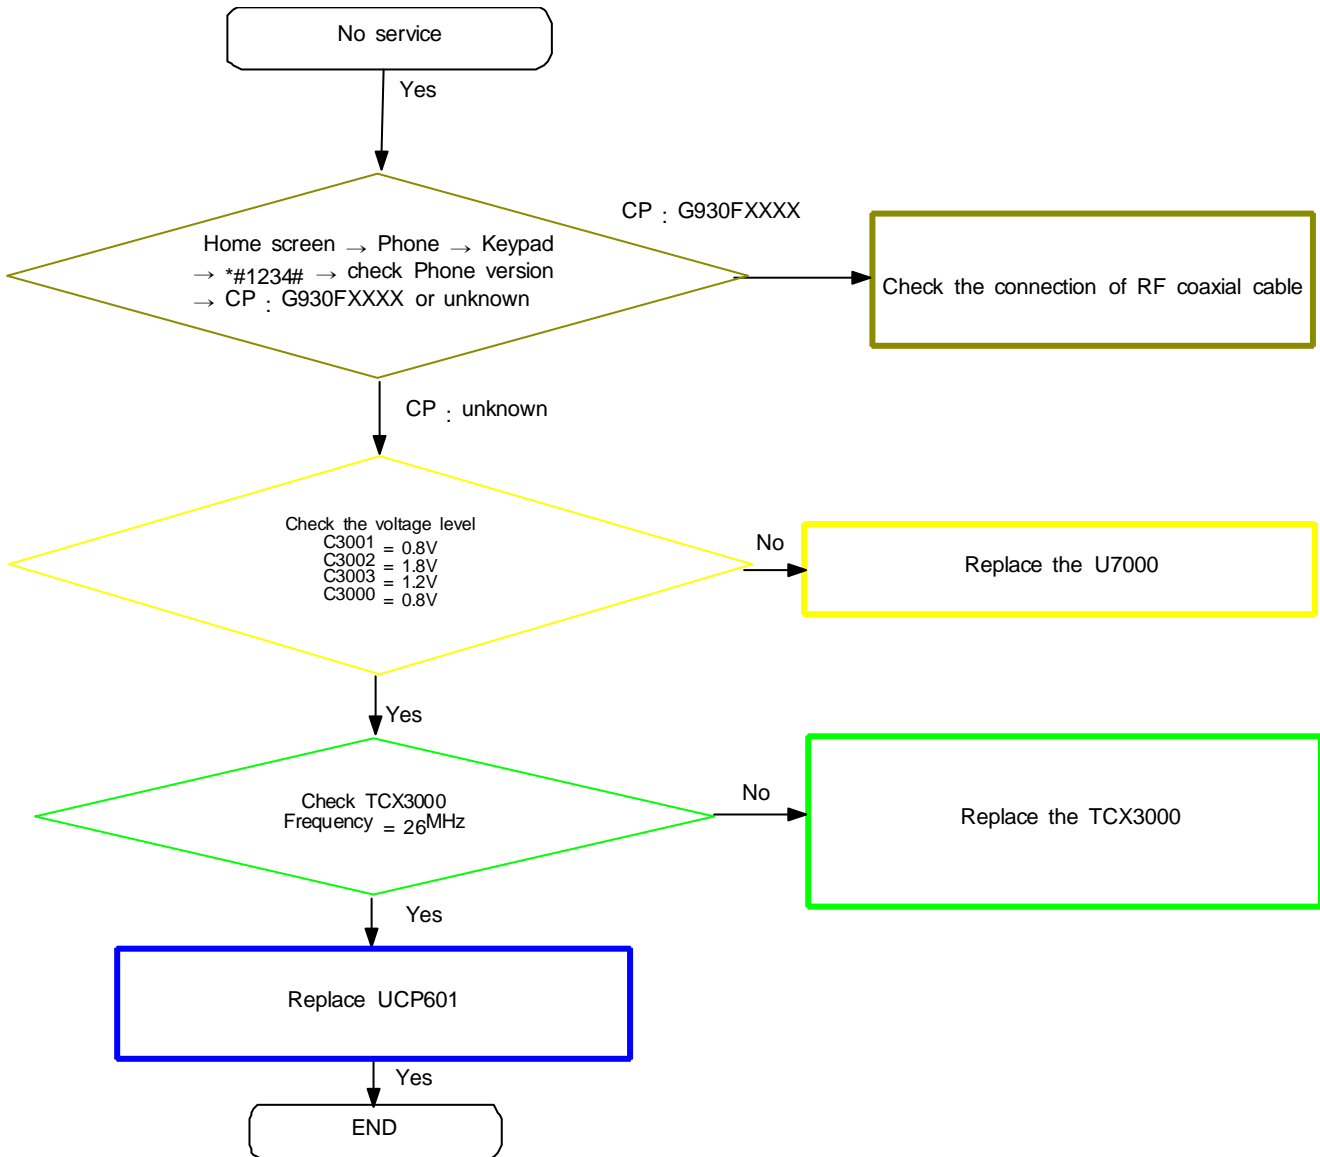 No service
Yes
CP : G930FXXXX
Home screen → Phone → Keypad
→ *#1234# → check Phone version
→ CP : G930FXXXX or unknown
Check the connection of RF coaxial cable
CP : unknown
Check the voltage level
C3001 = 0.8V
C3002 = 1.8V
C3003 = 1.2V
C3000 = 0.8V
No
Replace the U7000
Yes
Check TCX3000
Frequency = 26MHz
No
Replace the TCX3000
Yes
Replace UCP601
Yes
END